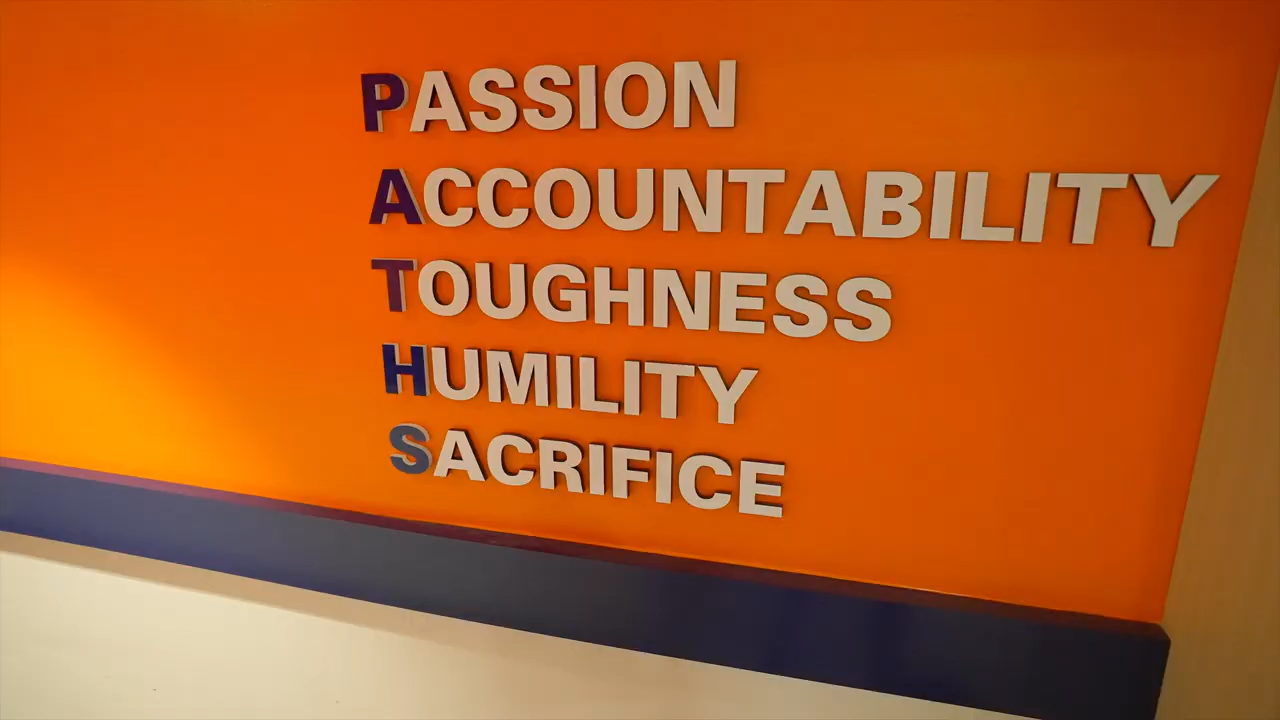 PASSION
ACCOUNTABILITY
TOUGHNESS
HUMILITY
SACRIFICE